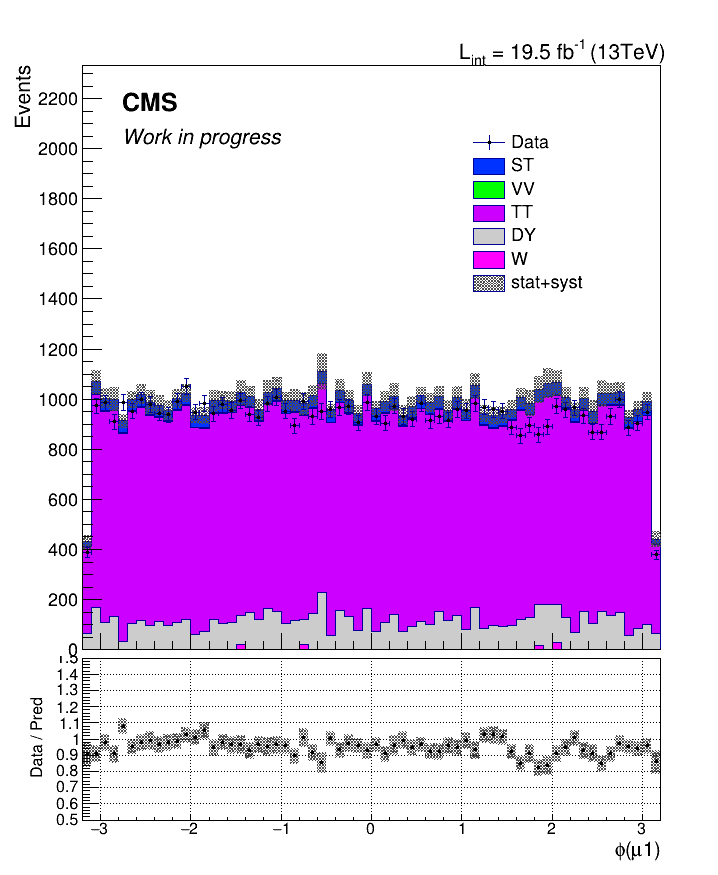 L_int = 19.5 fb^-1 (13TeV)
Events
2200
2000
1800
1600
1400
1200
1000
800
600
400
200
0
CMS
Work in progress
Data
ST
VV
TT
DY
W
stat+syst
Data / Pred
1.5
1.4
1.3
1.2
1.1
1
0.9
0.8
0.7
0.6
0.5
−3 −2 −1 0 1 2 3
ϕ(μ1)